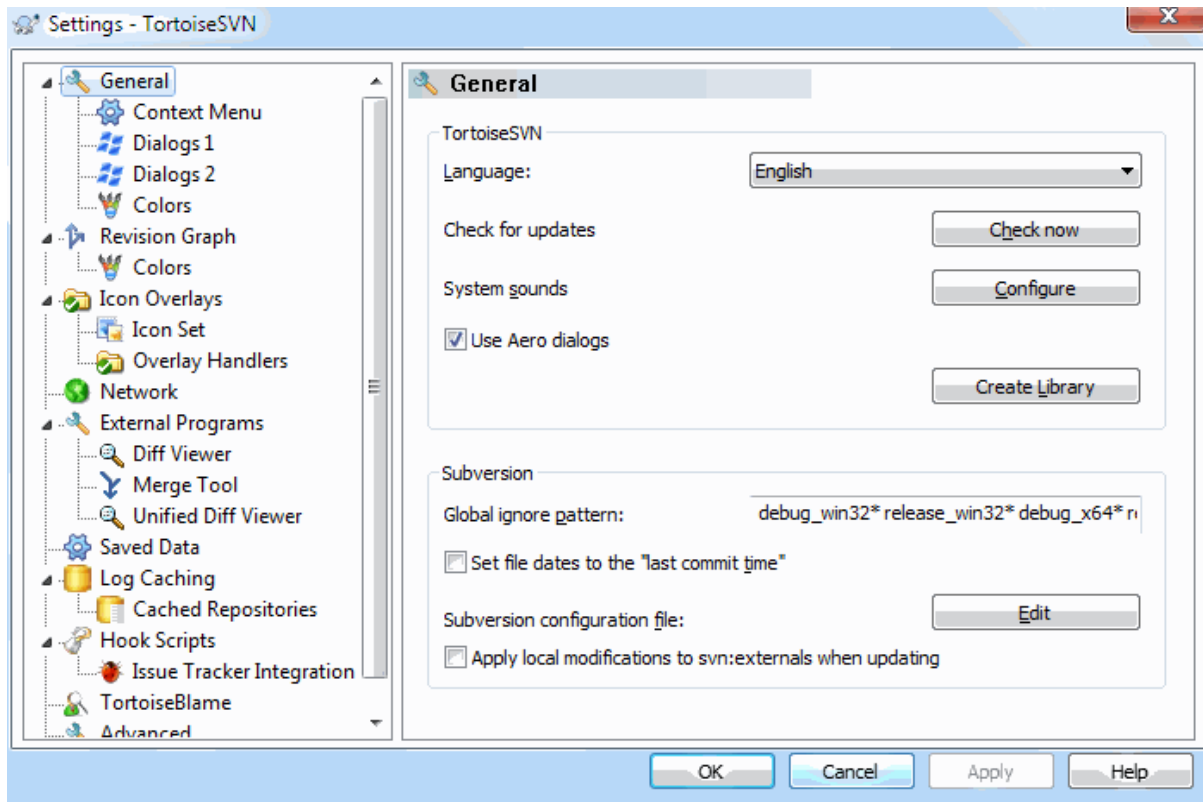 Settings - TortoiseSVN
General
Context Menu
Dialogs 1
Dialogs 2
Colors
Revision Graph
Colors
Icon Overlays
Icon Set
Overlay Handlers
Network
External Programs
Diff Viewer
Merge Tool
Unified Diff Viewer
Saved Data
Log Caching
Cached Repositories
Hook Scripts
Issue Tracker Integration
TortoiseBlame
Advanced
General
TortoiseSVN
Language:
English
Check for updates
Check now
System sounds
Configure
Use Aero dialogs
Create Library
Subversion
Global ignore pattern:
debug_win32* release_win32* debug_x64*
Set file dates to the "last commit time"
Subversion configuration file:
Edit
Apply local modifications to svn:externals when updating
OK
Cancel
Apply
Help